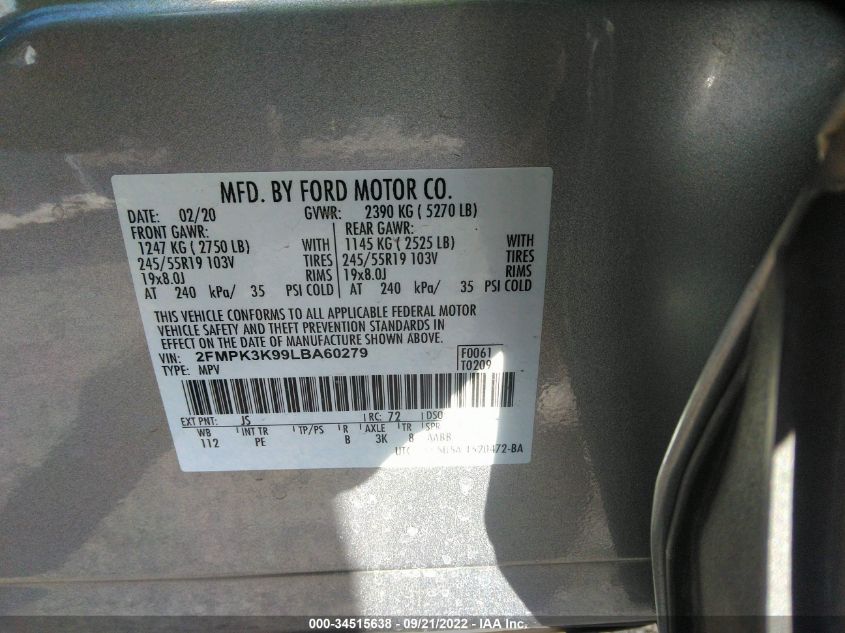 MFD. BY FORD MOTOR CO.
DATE: 02/20 GVWR: 2390 KG ( 5270 LB)
FRONT GAWR: REAR GAWR:
1247 KG ( 2750 LB) WITH 1145 KG ( 2525 LB) WITH
245/55R19 103V TIRES 245/55R19 103V TIRES
19x8.0J RIMS 19x8.0J RIMS
AT 240 kPa/ 35 PSI COLD AT 240 kPa/ 35 PSI COLD
THIS VEHICLE CONFORMS TO ALL APPLICABLE FEDERAL MOTOR
VEHICLE SAFETY AND THEFT PREVENTION STANDARDS IN
EFFECT ON THE DATE OF MANUFACTURE SHOWN ABOVE.
VIN: 2FMPK3K99LBA60279 F0061
TYPE: MPV T0209
EXT PNT: JS RC: 72 DSO
WB INT TR TP/PS R AXLE TR SPR
112 PE B 3K 8 AABB
UTC 1520472-BA
000-34515638 - 09/21/2022 - IAA Inc.